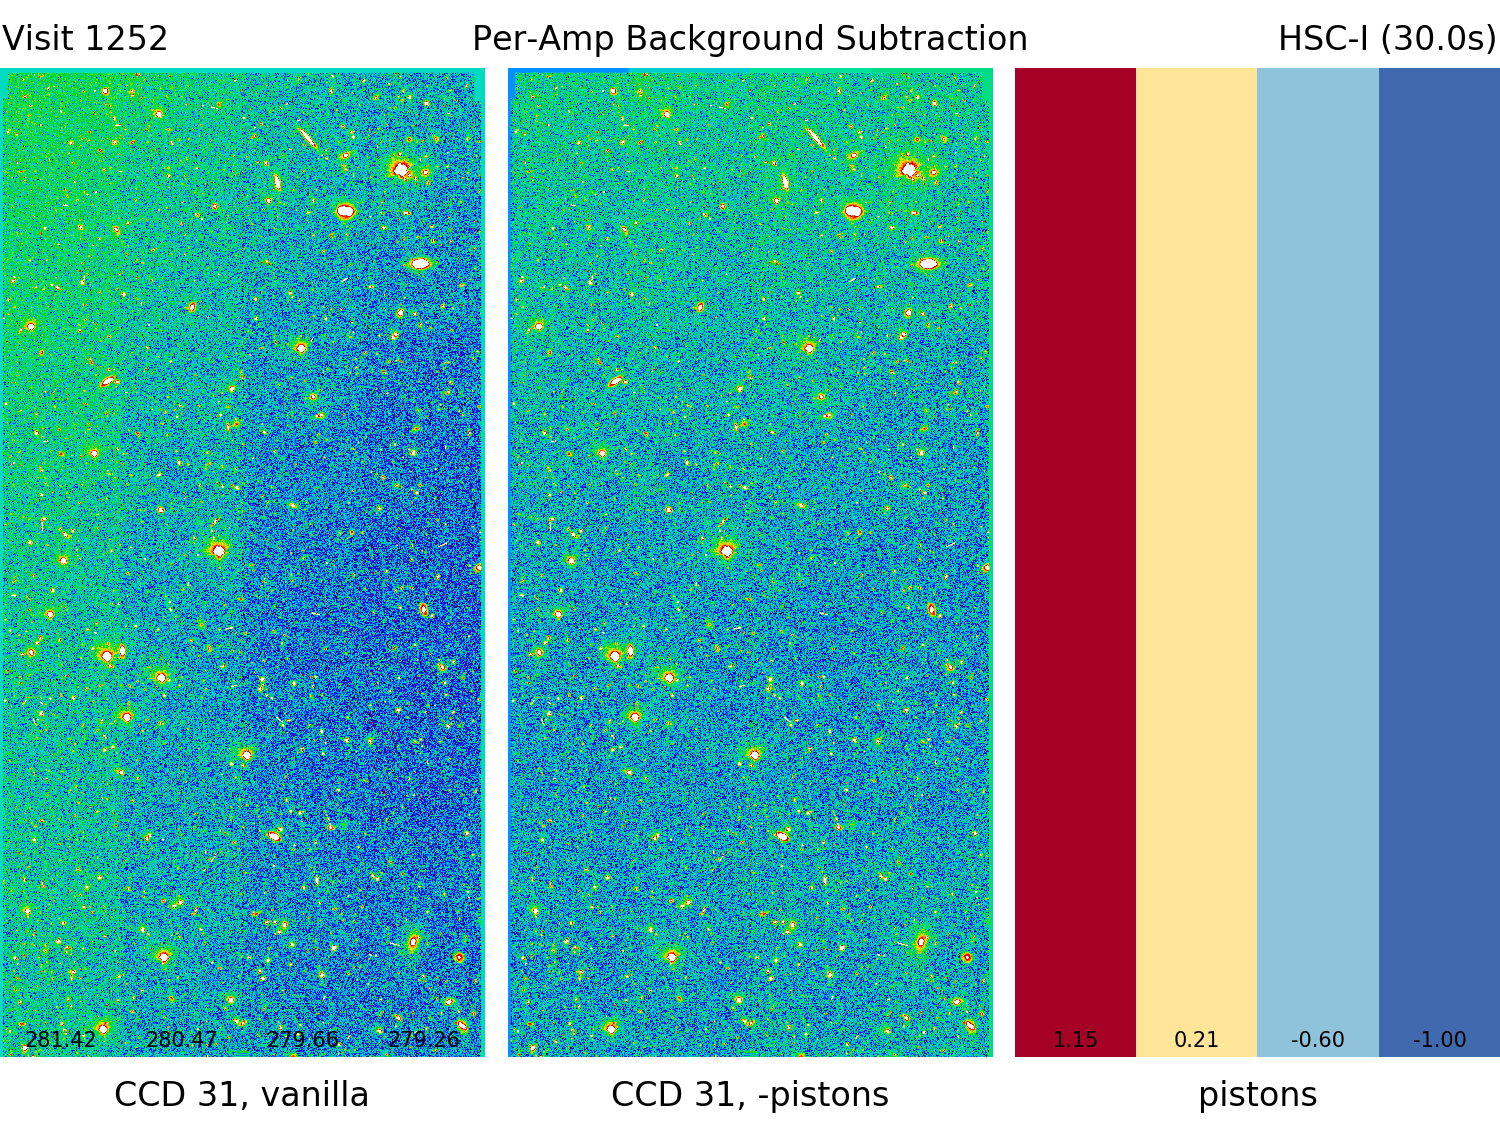 Visit 1252 Per-Amp Background Subtraction HSC-I (30.0s)
281.42 280.47 279.66 279.26 1.15 0.21 -0.60 -1.00
CCD 31, vanilla CCD 31, -pistons pistons